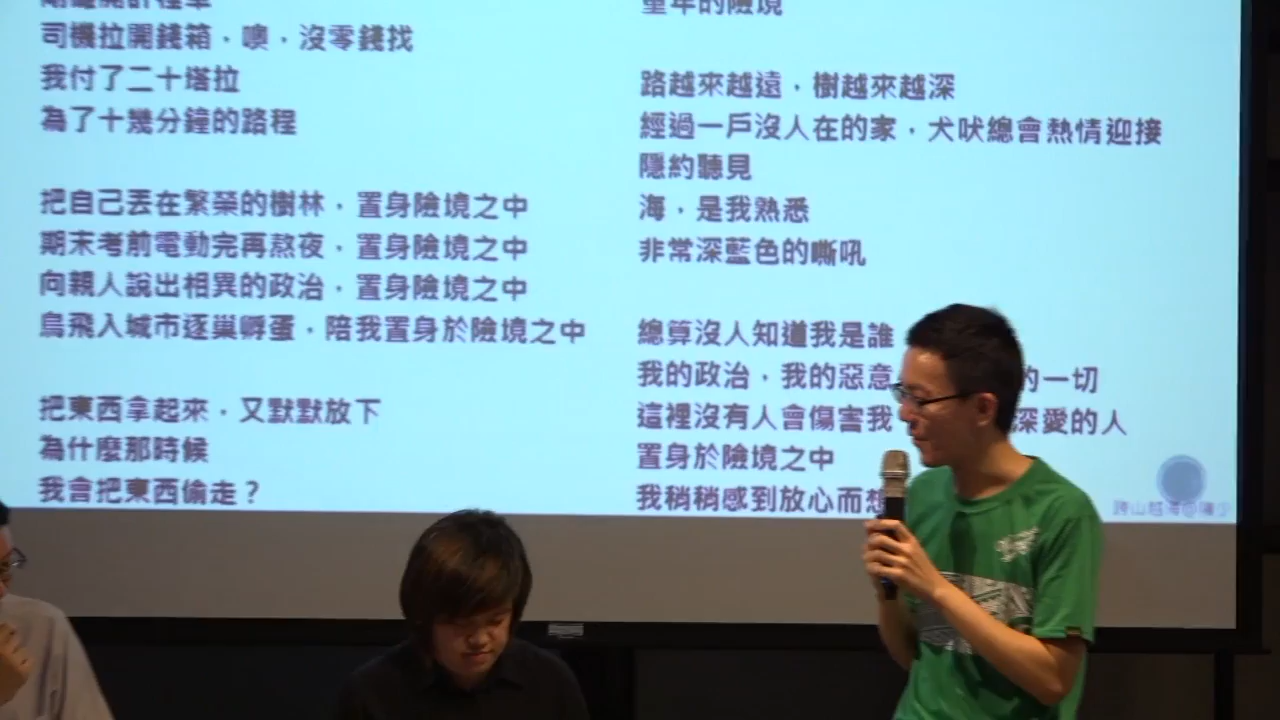 司機拉開錢箱，噢，沒零錢找
我付了二十塔拉
為了十幾分鐘的路程
把自己丟在繁榮的樹林，置身險境之中
期末考前電動完再熬夜，置身險境之中
向親人說出相異的政治，置身險境之中
鳥飛入城市逐巢孵蛋，陪我置身於險境之中
把東西拿起來，又默默放下
為什麼那時候
我會把東西偷走？
童年的險境
路越來越遠，樹越來越深
經過一戶沒人在的家，犬吠總會熱情迎接
隱約聽見
海，是我熟悉
非常深藍色的嘶吼
總算沒人知道我是誰
我的政治，我的惡意 的一切
這裡沒有人會傷害我 深愛的人
置身於險境之中
我稍稍感到放心而想